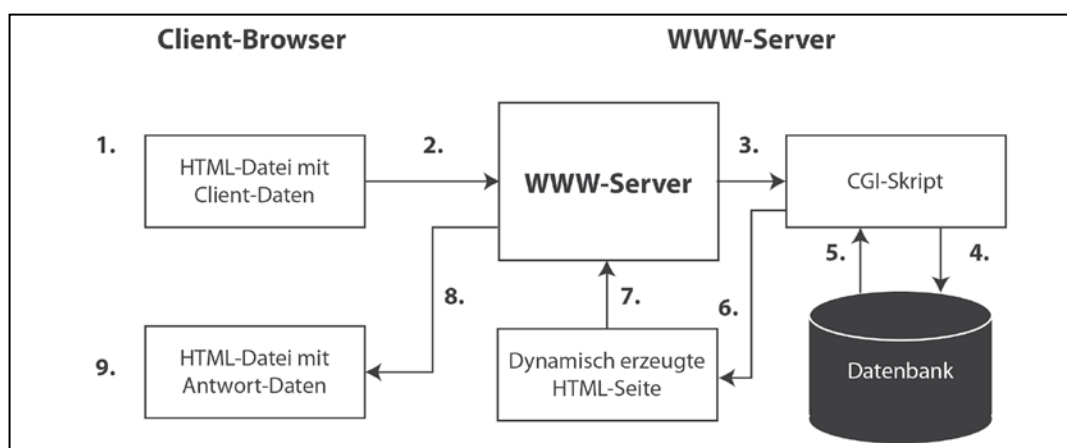 Client-Browser
WWW-Server
1.
HTML-Datei mit
Client-Daten
2.
WWW-Server
3.
CGI-Skript
5.
4.
8.
7.
6.
9.
HTML-Datei mit
Antwort-Daten
Dynamisch erzeugte
HTML-Seite
Datenbank